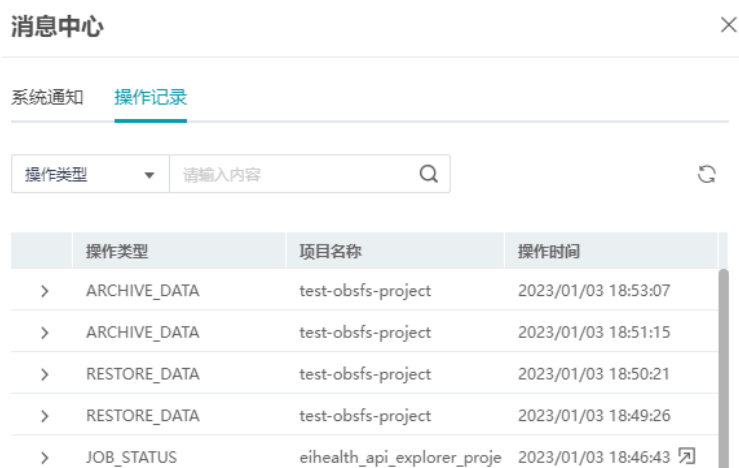 消息中心
系统通知 操作记录
操作类型 请输入内容
操作类型 项目名称 操作时间
ARCHIVE_DATA test-obsfs-project 2023/01/03 18:53:07
ARCHIVE_DATA test-obsfs-project 2023/01/03 18:51:15
RESTORE_DATA test-obsfs-project 2023/01/03 18:50:21
RESTORE_DATA test-obsfs-project 2023/01/03 18:49:26
JOB_STATUS eihealth_api_explorer_proje 2023/01/03 18:46:43